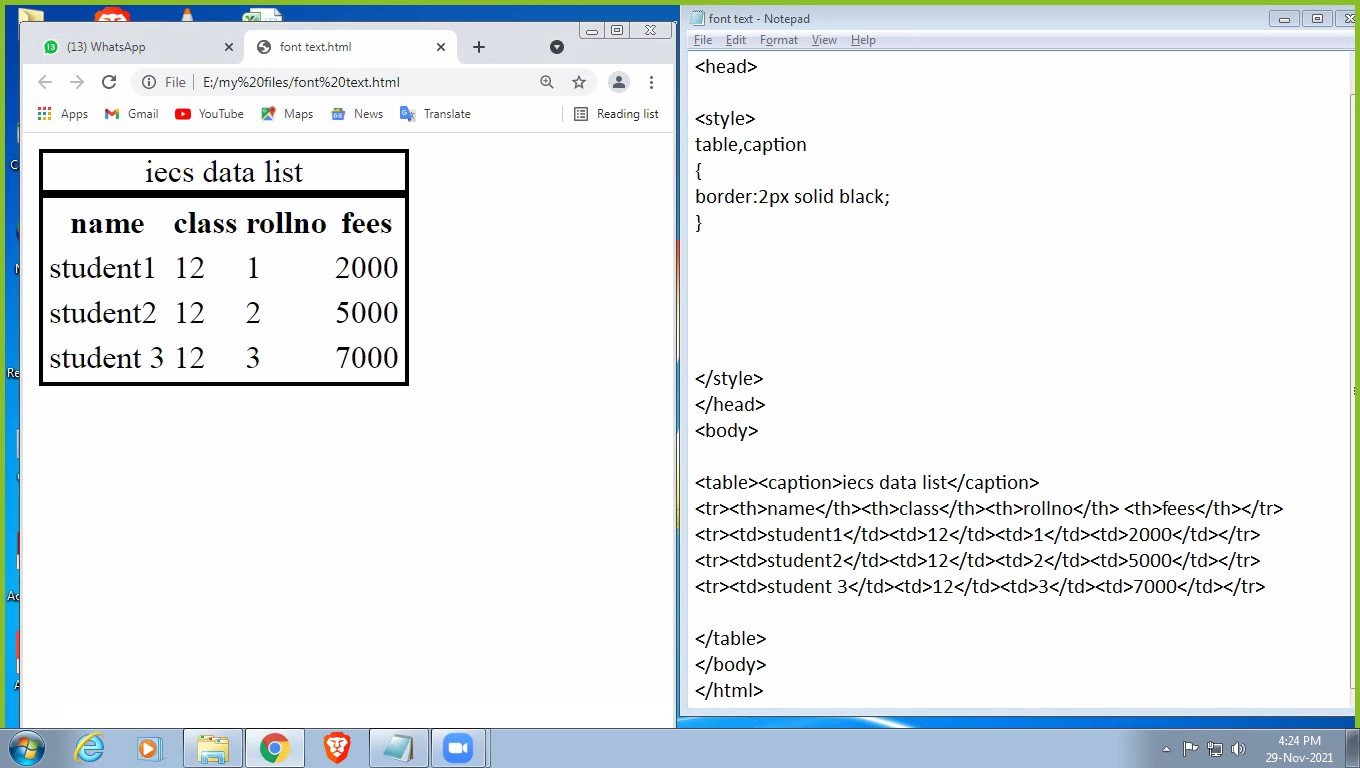 (13) WhatsApp
font text.html
File
E:/my%20files/font%20text.html
Apps
Gmail
YouTube
Maps
News
Translate
Reading list
iecs data list
name class rollno fees
student1 12 1 2000
student2 12 2 5000
student 3 12 3 7000
font text - Notepad
File Edit Format View Help
<head>
<style>
table,caption
{
border:2px solid black;
}
</style>
</head>
<body>
<table><caption>iecs data list</caption>
<tr><th>name</th><th>class</th><th>rollno</th> <th>fees</th></tr>
<tr><td>student1</td><td>12</td><td>1</td><td>2000</td></tr>
<tr><td>student2</td><td>12</td><td>2</td><td>5000</td></tr>
<tr><td>student 3</td><td>12</td><td>3</td><td>7000</td></tr>
</table>
</body>
</html>
4:24 PM
29-Nov-2021